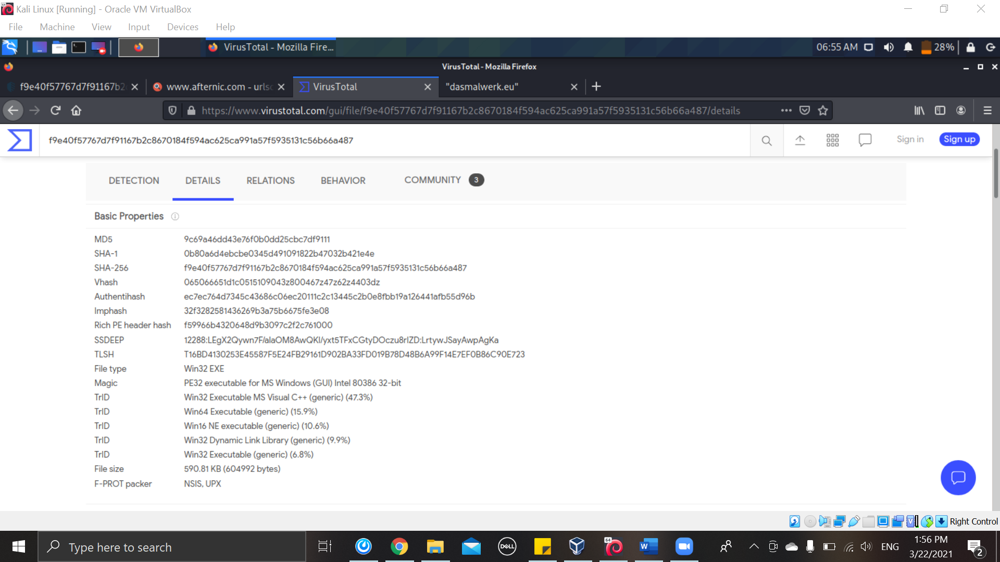 Kali Linux [Running] - Oracle VM VirtualBox
File Machine View Input Devices Help
VirusTotal - Mozilla Fire... 06:55 AM 28%
VirusTotal - Mozilla Firefox
f9e40f57767d7f91167b2 www.afternic.com - urlsc VirusTotal "dasmalwerk.eu"
https://www.virustotal.com/gui/file/f9e40f57767d7f91167b2c8670184f594ac625ca991a57f5935131c56b66a487/details
f9e40f57767d7f91167b2c8670184f594ac625ca991a57f5935131c56b66a487 Sign in Sign up
DETECTION DETAILS RELATIONS BEHAVIOR COMMUNITY 3
Basic Properties
MD5 9c69a46dd43e76f0b0dd25cbc7df9111
SHA-1 0b80a6d4ebcbe0345d491091822b47032b421e4e
SHA-256 f9e40f57767d7f91167b2c8670184f594ac625ca991a57f5935131c56b66a487
Vhash 065066651d1c0515109043z800467z47z62z4403dz
Authentihash ec7ec764d7345c43686c06ec20111c2c13445c2b0e8fbb19a126441afb55d96b
Imphash 32f3282581436269b3a75b6675fe3e08
Rich PE header hash f59966b4320648d9b3097c2f2c761000
SSDEEP 12288:LEgX2Qywn7F/alaOM8AwQKI/yxt5TFxCGtyDOczu8rIZD:LrtywJSayAwpAgKa
TLSH T16BD4130253E45587F5E24FB29161D902BA33FD019B78D48B6A99F14E7EF0B86C90E723
File type Win32 EXE
Magic PE32 executable for MS Windows (GUI) Intel 80386 32-bit
TrID Win32 Executable MS Visual C++ (generic) (47.3%)
TrID Win64 Executable (generic) (15.9%)
TrID Win16 NE executable (generic) (10.6%)
TrID Win32 Dynamic Link Library (generic) (9.9%)
TrID Win32 Executable (generic) (6.8%)
File size 590.81 KB (604992 bytes)
F-PROT packer NSIS, UPX
Right Control
Type here to search DELL 64 W ENG 1:56 PM
3/22/2021 2